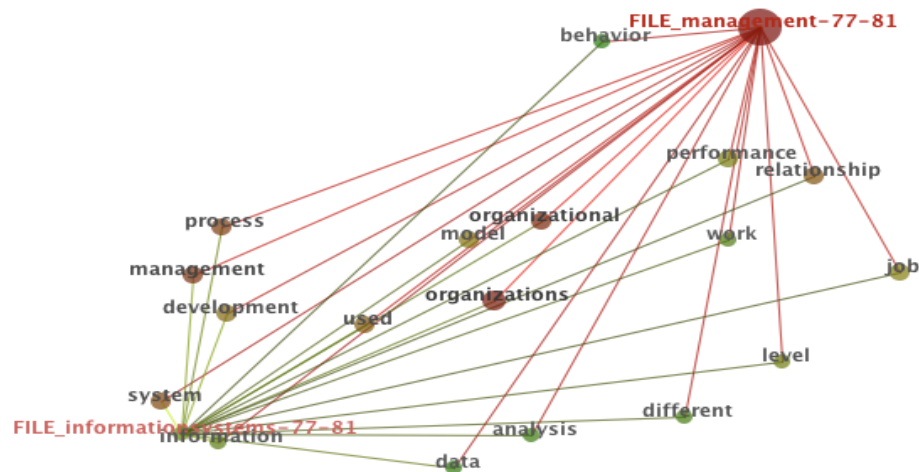 FILE_management-77-81
behavior
performance
relationship
organizational
process
model
work
management
job
organizations
development
used
level
system
different
FILE_informationsystems-77-81
information
analysis
data